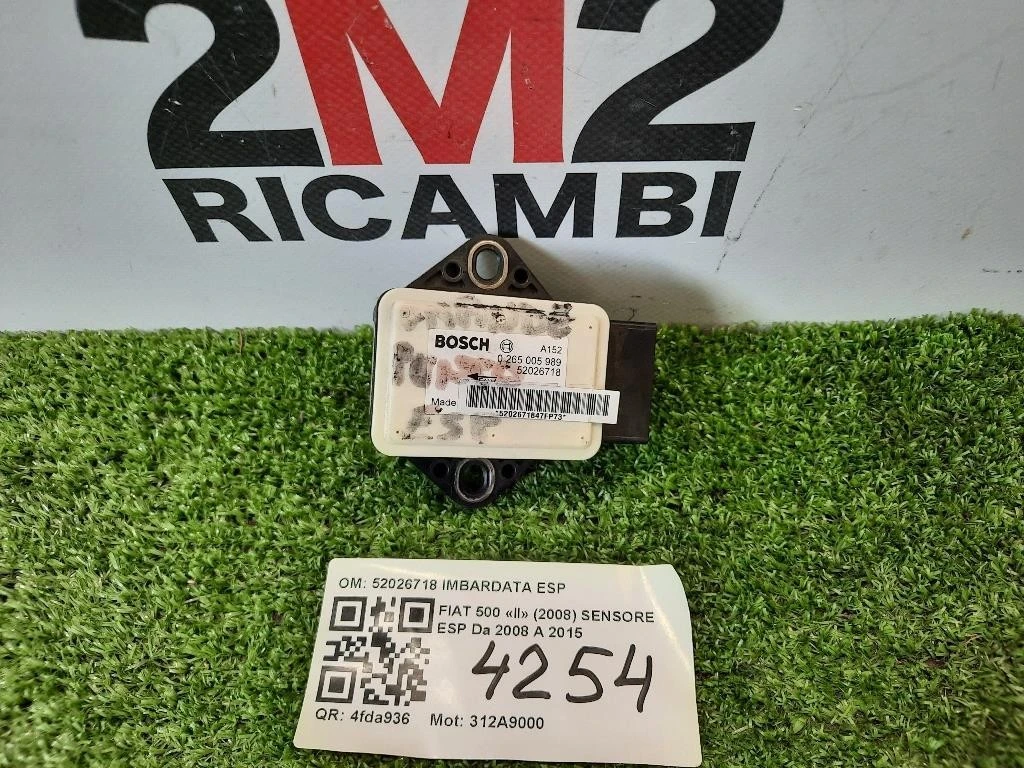 2M2
RICAMBI
BOSCH A152
0 265 005 989
52026718
Made
ESP
OM: 52026718 IMBARDATA ESP
FIAT 500 «II» (2008) SENSORE
ESP Da 2008 A 2015
4254
QR: 4fda936 Mot: 312A9000